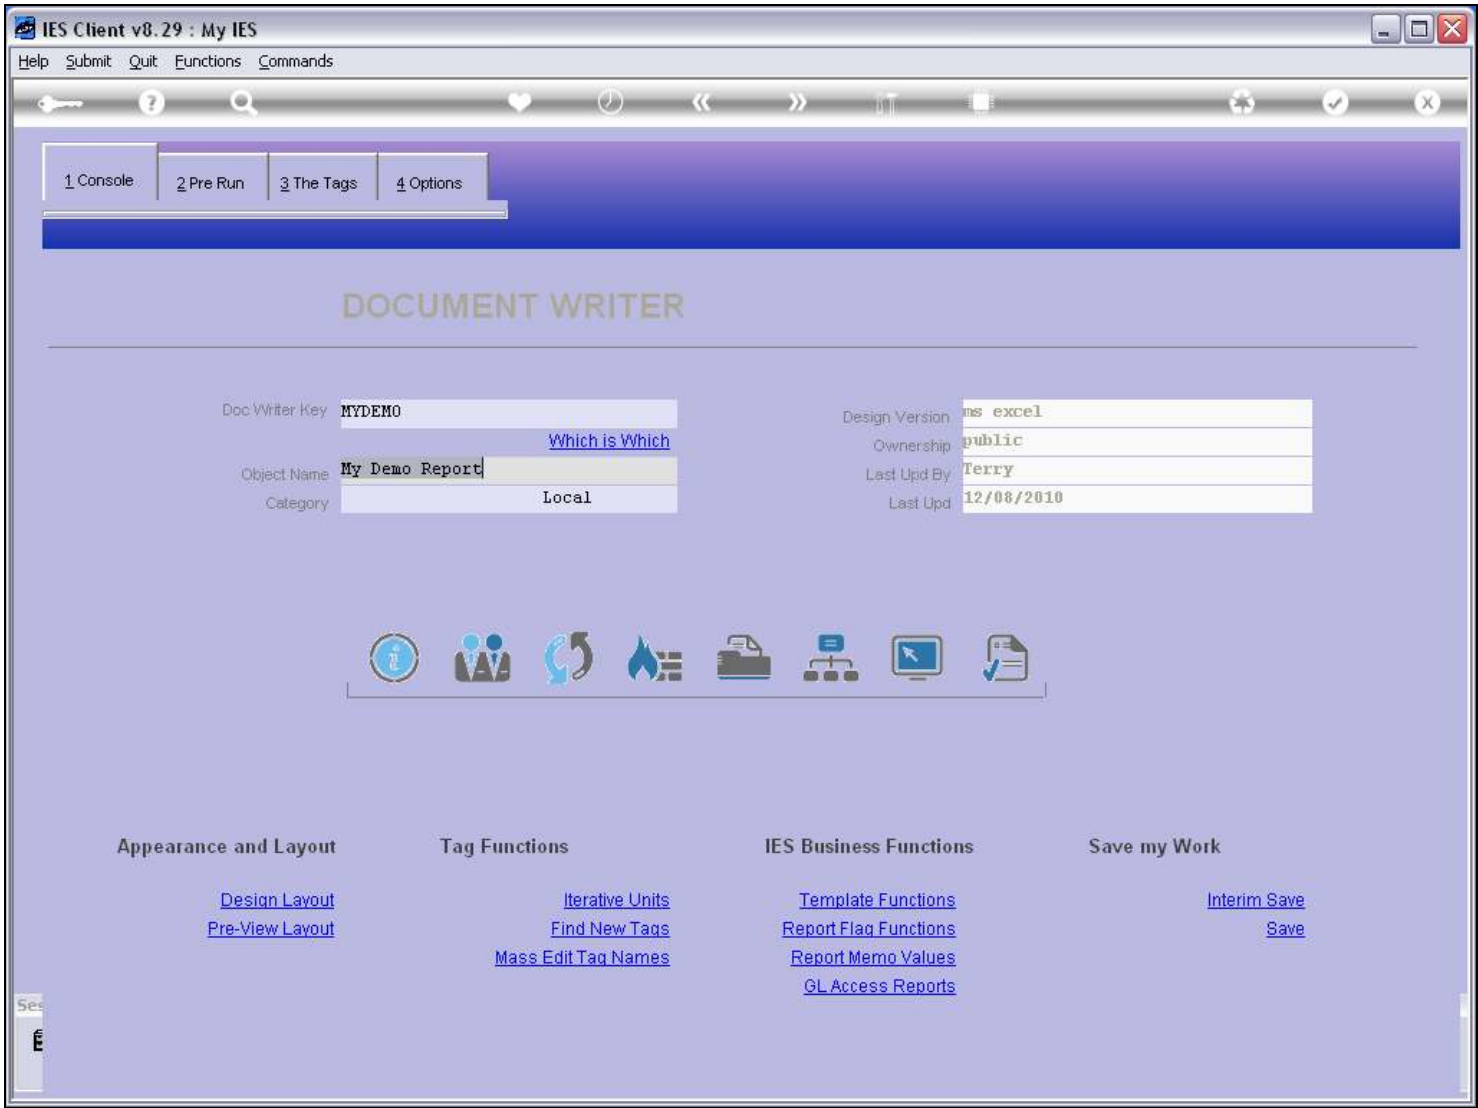 IES Client v8.29 : My IES
Help Submit Quit Functions Commands
1 Console 2 Pre Run 3 The Tags 4 Options
DOCUMENT WRITER
Doc Writer Key MYDEMO
Which is Which
Object Name My Demo Report
Category Local
Design Version ms excel
Ownership public
Last Upd By Terry
Last Upd 12/08/2010
Appearance and Layout
Design Layout
Pre-View Layout
Tag Functions
Iterative Units
Find New Tags
Mass Edit Tag Names
IES Business Functions
Template Functions
Report Flag Functions
Report Memo Values
GL Access Reports
Save my Work
Interim Save
Save
Ses